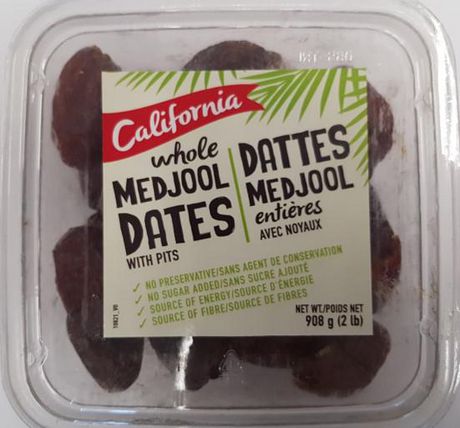 California
whole
MEDJOOL
DATES
WITH PITS
DATTES
MEDJOOL
entières
AVEC NOYAUX
✓ NO PRESERVATIVE/SANS AGENT DE CONSERVATION
✓ NO SUGAR ADDED/SANS SUCRE AJOUTÉ
✓ SOURCE OF ENERGY/SOURCE D'ÉNERGIE
✓ SOURCE OF FIBRE/SOURCE DE FIBRES
NET WT./POIDS NET
908 g (2 lb)